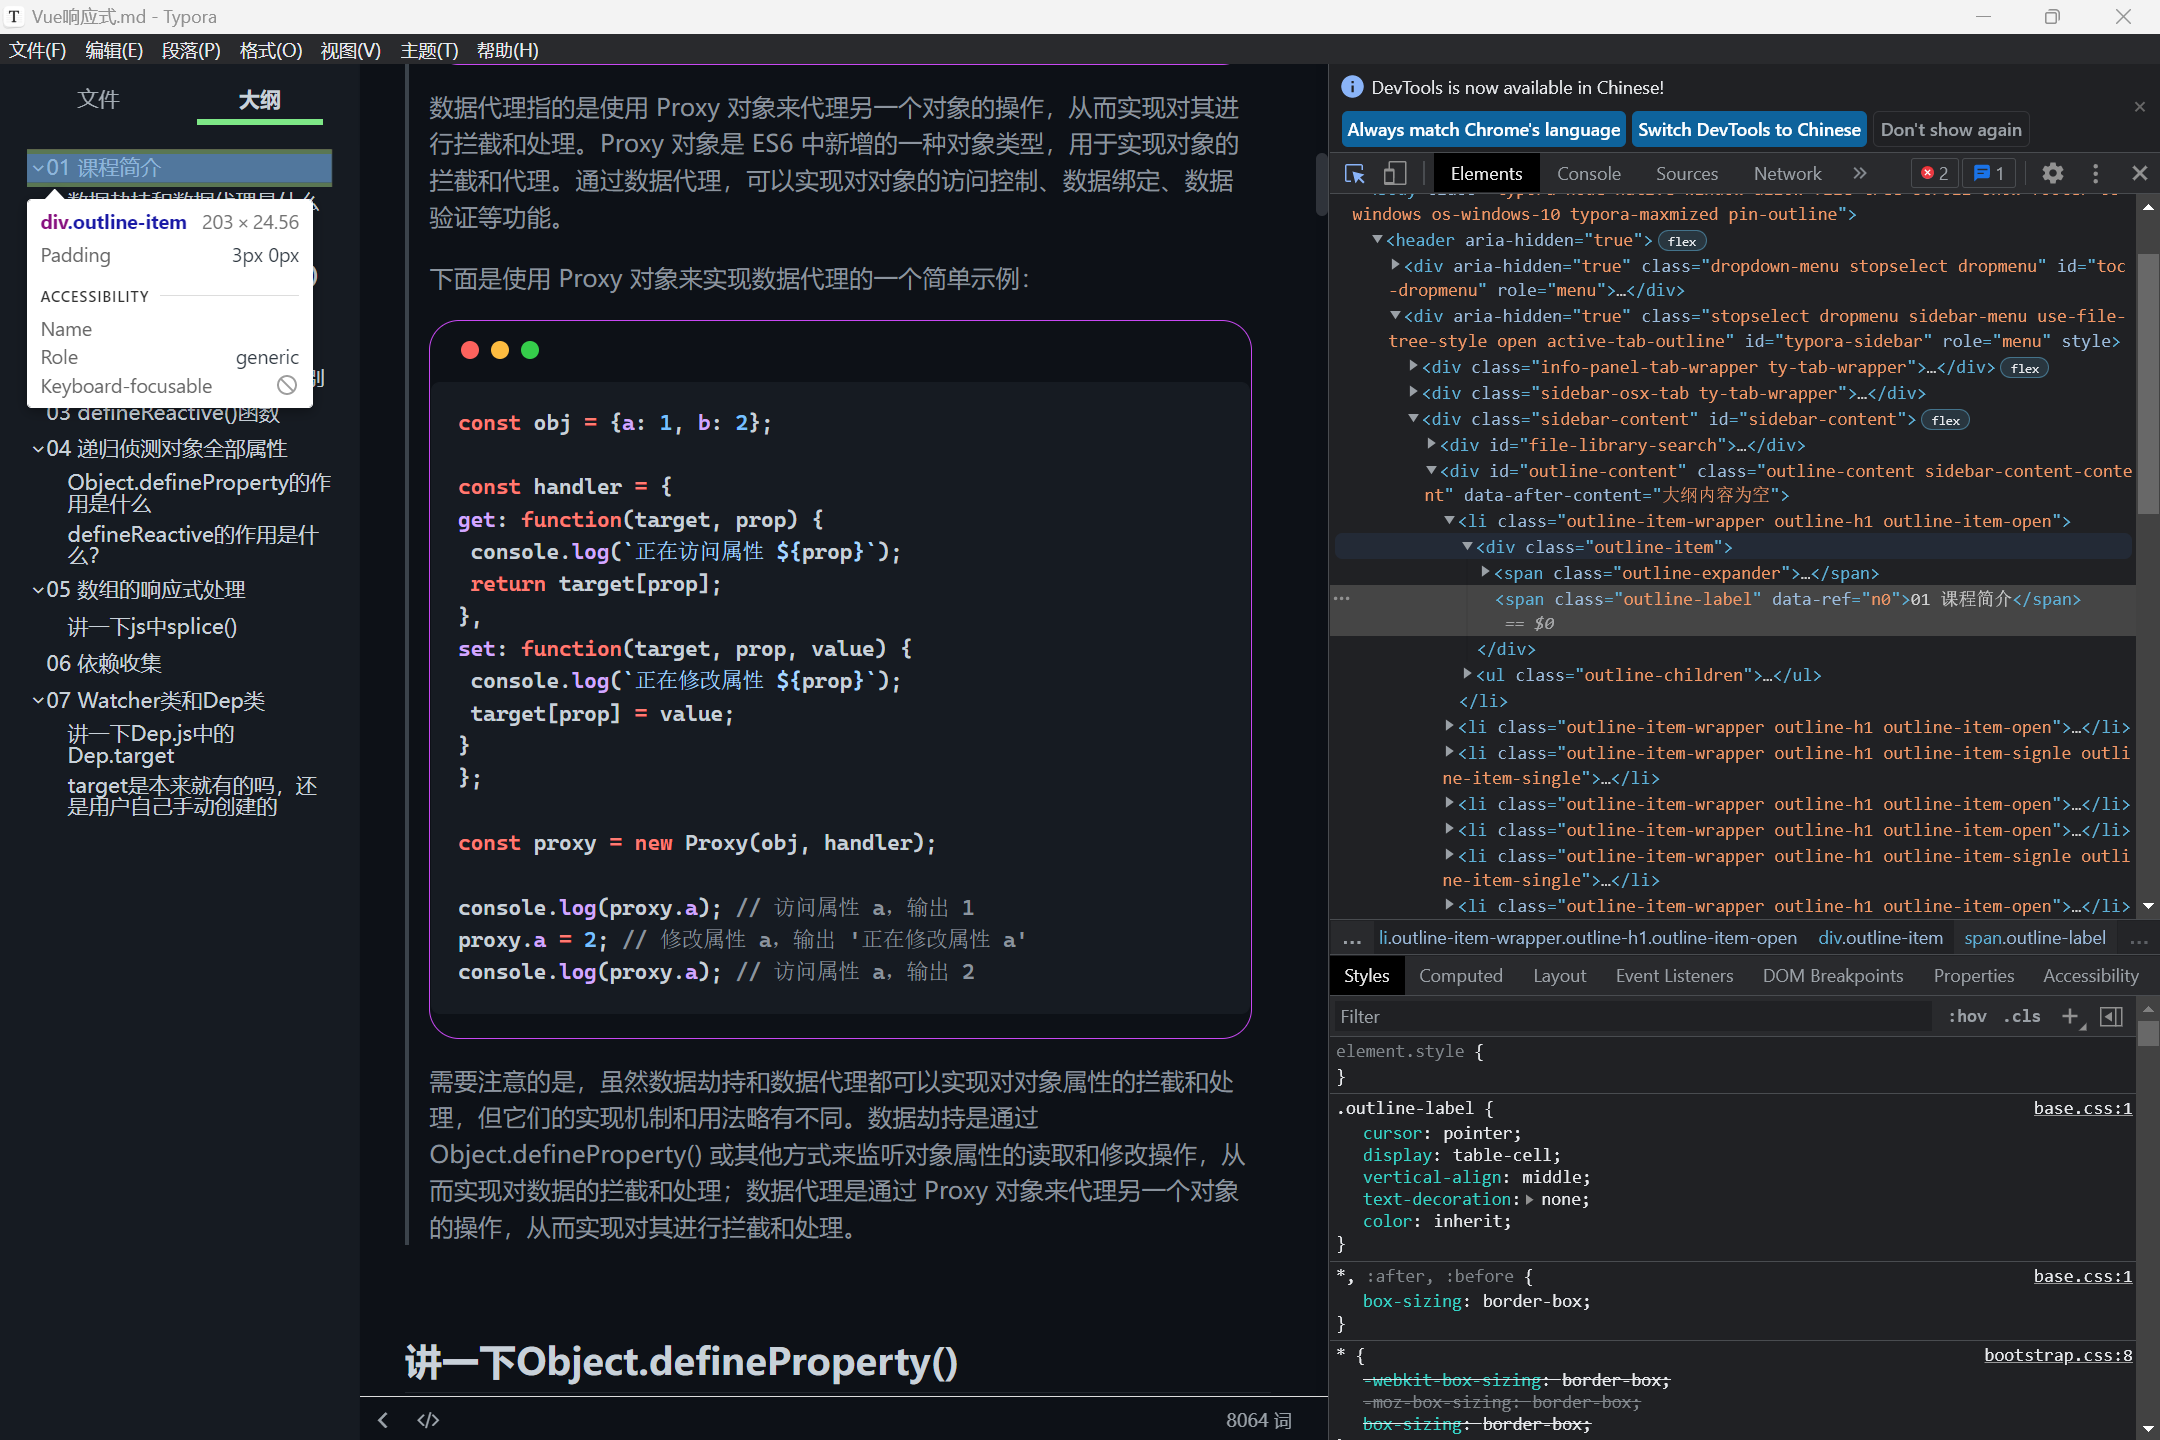 T Vue响应式.md - Typora
文件(F) 编辑(E) 段落(P) 格式(O) 视图(V) 主题(T) 帮助(H)
文件 大纲
01 课程简介
数据劫持和数据代理是什么
div.outline-item 203 × 24.56
Padding 3px 0px
ACCESSIBILITY
Name
Role generic
Keyboard-focusable
03 defineReactive()函数
04 递归侦测对象全部属性
Object.defineProperty的作
用是什么
defineReactive的作用是什
么?
05 数组的响应式处理
讲一下js中splice()
06 依赖收集
07 Watcher类和Dep类
讲一下Dep.js中的
Dep.target
target是本来就有的吗，还
是用户自己手动创建的
数据代理指的是使用 Proxy 对象来代理另一个对象的操作，从而实现对其进
行拦截和处理。Proxy 对象是 ES6 中新增的一种对象类型，用于实现对象的
拦截和代理。通过数据代理，可以实现对对象的访问控制、数据绑定、数据
验证等功能。
下面是使用 Proxy 对象来实现数据代理的一个简单示例：
const obj = {a: 1, b: 2};
const handler = {
get: function(target, prop) {
console.log(`正在访问属性 ${prop}`);
return target[prop];
},
set: function(target, prop, value) {
console.log(`正在修改属性 ${prop}`);
target[prop] = value;
}
};
const proxy = new Proxy(obj, handler);
console.log(proxy.a); // 访问属性 a，输出 1
proxy.a = 2; // 修改属性 a，输出 '正在修改属性 a'
console.log(proxy.a); // 访问属性 a，输出 2
需要注意的是，虽然数据劫持和数据代理都可以实现对对象属性的拦截和处
理，但它们的实现机制和用法略有不同。数据劫持是通过
Object.defineProperty() 或其他方式来监听对象属性的读取和修改操作，从
而实现对数据的拦截和处理；数据代理是通过 Proxy 对象来代理另一个对象
的操作，从而实现对其进行拦截和处理。
讲一下Object.defineProperty()
</> 8064 词
DevTools is now available in Chinese!
Always match Chrome's language Switch DevTools to Chinese Don't show again
Elements Console Sources Network » 2 1
windows os-windows-10 typora-maxmized pin-outline">
<header aria-hidden="true"> flex
<div aria-hidden="true" class="dropdown-menu stopselect dropmenu" id="toc
-dropmenu" role="menu">…</div>
<div aria-hidden="true" class="stopselect dropmenu sidebar-menu use-file-
tree-style open active-tab-outline" id="typora-sidebar" role="menu" style>
<div class="info-panel-tab-wrapper ty-tab-wrapper">…</div> flex
<div class="sidebar-osx-tab ty-tab-wrapper">…</div>
<div class="sidebar-content" id="sidebar-content"> flex
<div id="file-library-search">…</div>
<div id="outline-content" class="outline-content sidebar-content-conte
nt" data-after-content="大纲内容为空">
<li class="outline-item-wrapper outline-h1 outline-item-open">
<div class="outline-item">
<span class="outline-expander">…</span>
<span class="outline-label" data-ref="n0">01 课程简介</span>
== $0
</div>
<ul class="outline-children">…</ul>
</li>
<li class="outline-item-wrapper outline-h1 outline-item-open">…</li>
<li class="outline-item-wrapper outline-h1 outline-item-signle outli
ne-item-single">…</li>
<li class="outline-item-wrapper outline-h1 outline-item-open">…</li>
<li class="outline-item-wrapper outline-h1 outline-item-open">…</li>
<li class="outline-item-wrapper outline-h1 outline-item-signle outli
ne-item-single">…</li>
<li class="outline-item-wrapper outline-h1 outline-item-open">…</li>
… li.outline-item-wrapper.outline-h1.outline-item-open div.outline-item span.outline-label …
Styles Computed Layout Event Listeners DOM Breakpoints Properties Accessibility
Filter :hov .cls +
element.style {
}
.outline-label { base.css:1
cursor: pointer;
display: table-cell;
vertical-align: middle;
text-decoration: none;
color: inherit;
}
*, :after, :before { base.css:1
box-sizing: border-box;
}
* { bootstrap.css:8
-webkit-box-sizing: border-box;
-moz-box-sizing: border-box;
box-sizing: border-box;